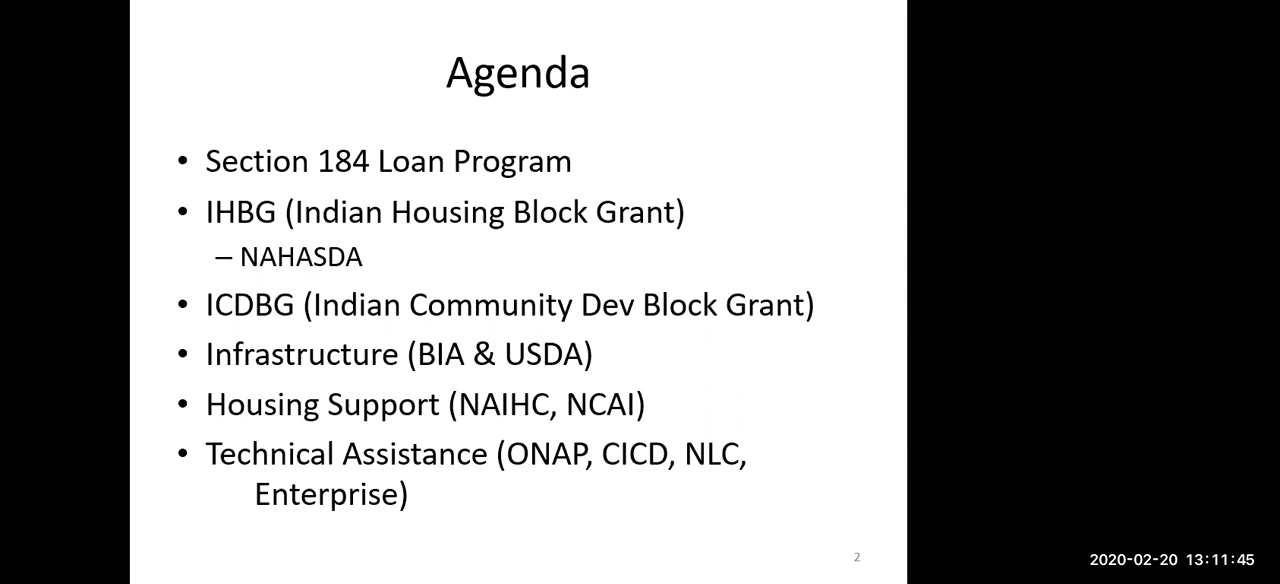 Agenda
• Section 184 Loan Program
• IHBG (Indian Housing Block Grant)
– NAHASDA
• ICDBG (Indian Community Dev Block Grant)
• Infrastructure (BIA & USDA)
• Housing Support (NAIHC, NCAI)
• Technical Assistance (ONAP, CICD, NLC,
Enterprise)
2
2020-02-20 13:11:45